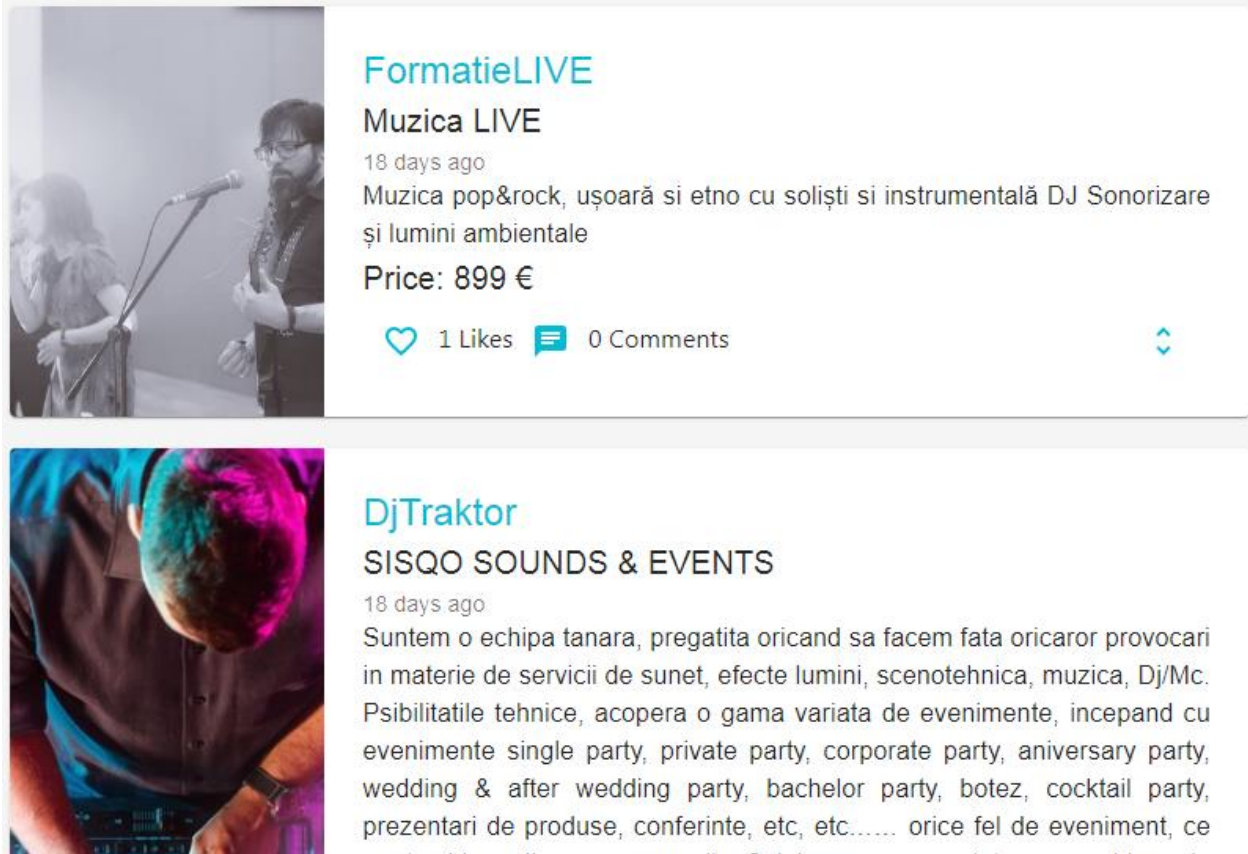 FormatieLIVE
Muzica LIVE
18 days ago
Muzica pop&rock, ușoară si etno cu soliști si instrumentală DJ Sonorizare
și lumini ambientale
Price: 899 €
1 Likes 0 Comments
DjTraktor
SISQO SOUNDS & EVENTS
18 days ago
Suntem o echipa tanara, pregatita oricand sa facem fata oricaror provocari
in materie de servicii de sunet, efecte lumini, scenotehnica, muzica, Dj/Mc.
Psibilitatile tehnice, acopera o gama variata de evenimente, incepand cu
evenimente single party, private party, corporate party, aniversary party,
wedding & after wedding party, bachelor party, botez, cocktail party,
prezentari de produse, conferinte, etc, etc...... orice fel de eveniment, ce